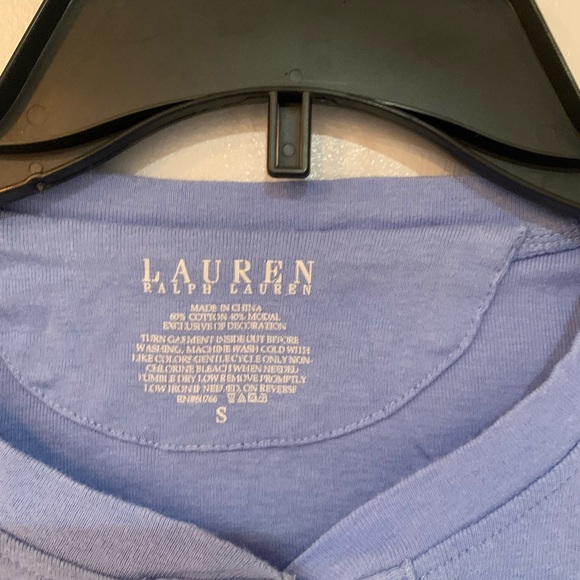 LAUREN
RALPH LAUREN
MADE IN CHINA
60% COTTON 40% MODAL
EXCLUSIVE OF DECORATION
TURN GARMENT INSIDE OUT BEFORE
WASHING, MACHINE WASH COLD WITH
LIKE COLORS GENTLE CYCLE ONLY NON-
CHLORINE BLEACH WHEN NEEDED
TUMBLE DRY LOW REMOVE PROMPTLY
LOW IRON IF NEEDED, ON REVERSE
S